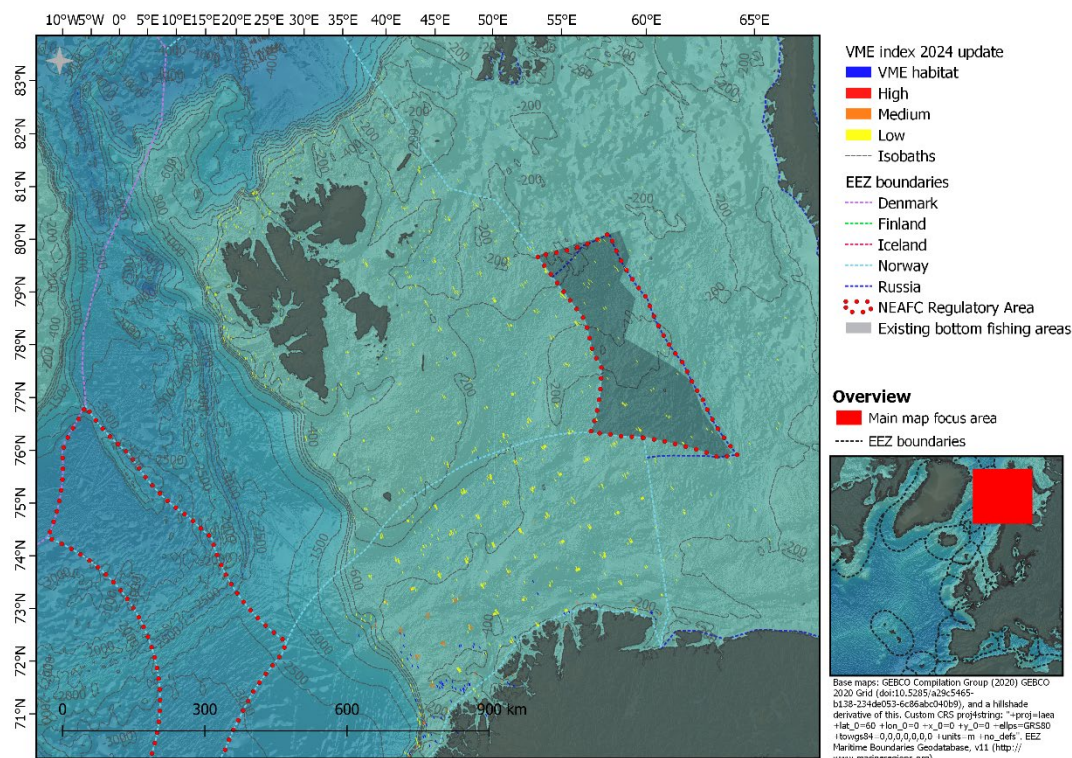 10°W 5°W 0° 5°E 10°E 15°E 20°E 25°E 30°E 35°E 40°E 45°E 50°E 55°E 60°E 65°E
83°N
82°N
81°N
80°N
79°N
78°N
77°N
76°N
75°N
74°N
73°N
72°N
71°N
0 300 600 900 km
VME index 2024 update
VME habitat
High
Medium
Low
Isobaths
EEZ boundaries
Denmark
Finland
Iceland
Norway
Russia
NEAFC Regulatory Area
Existing bottom fishing areas
Overview
Main map focus area
EEZ boundaries
Base maps: GEBCO Compilation Group (2020) GEBCO
2020 Grid (doi:10.5285/a29c5465-
b138-234de053-6c86abc040b9), and a hillshade
derivative of this. Custom CRS proj4string: "+proj=laea
+lat_0=60 +lon_0=0 +x_0=0 +y_0=0 +ellps=GRS80
+towgs84=0,0,0,0,0,0,0 +units=m +no_defs". EEZ
Maritime Boundaries Geodatabase, v11 (http://